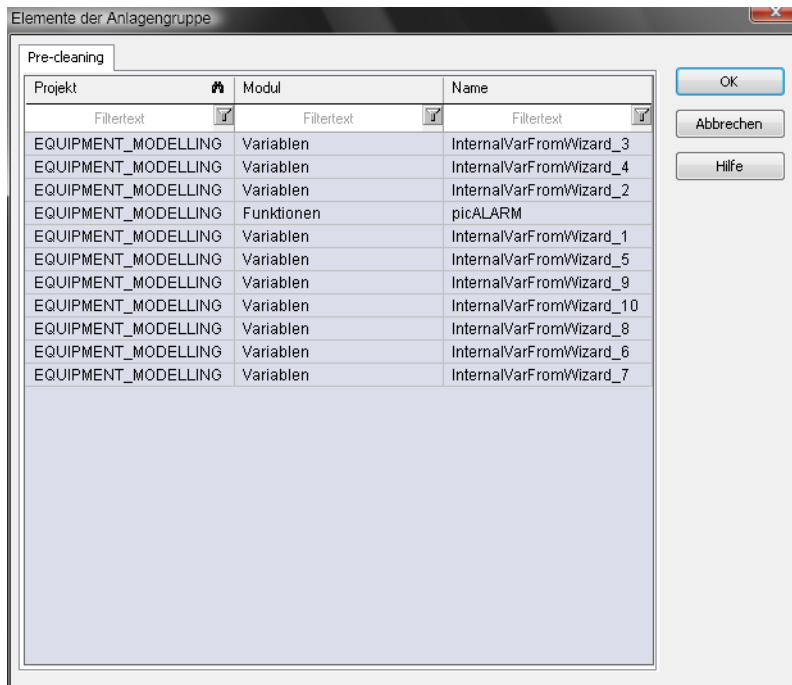 Elemente der Anlagengruppe
Pre-cleaning
Projekt Modul Name
Filtertext Filtertext Filtertext
EQUIPMENT_MODELLING Variablen InternalVarFromWizard_3
EQUIPMENT_MODELLING Variablen InternalVarFromWizard_4
EQUIPMENT_MODELLING Variablen InternalVarFromWizard_2
EQUIPMENT_MODELLING Funktionen picALARM
EQUIPMENT_MODELLING Variablen InternalVarFromWizard_1
EQUIPMENT_MODELLING Variablen InternalVarFromWizard_5
EQUIPMENT_MODELLING Variablen InternalVarFromWizard_9
EQUIPMENT_MODELLING Variablen InternalVarFromWizard_10
EQUIPMENT_MODELLING Variablen InternalVarFromWizard_8
EQUIPMENT_MODELLING Variablen InternalVarFromWizard_6
EQUIPMENT_MODELLING Variablen InternalVarFromWizard_7
OK
Abbrechen
Hilfe